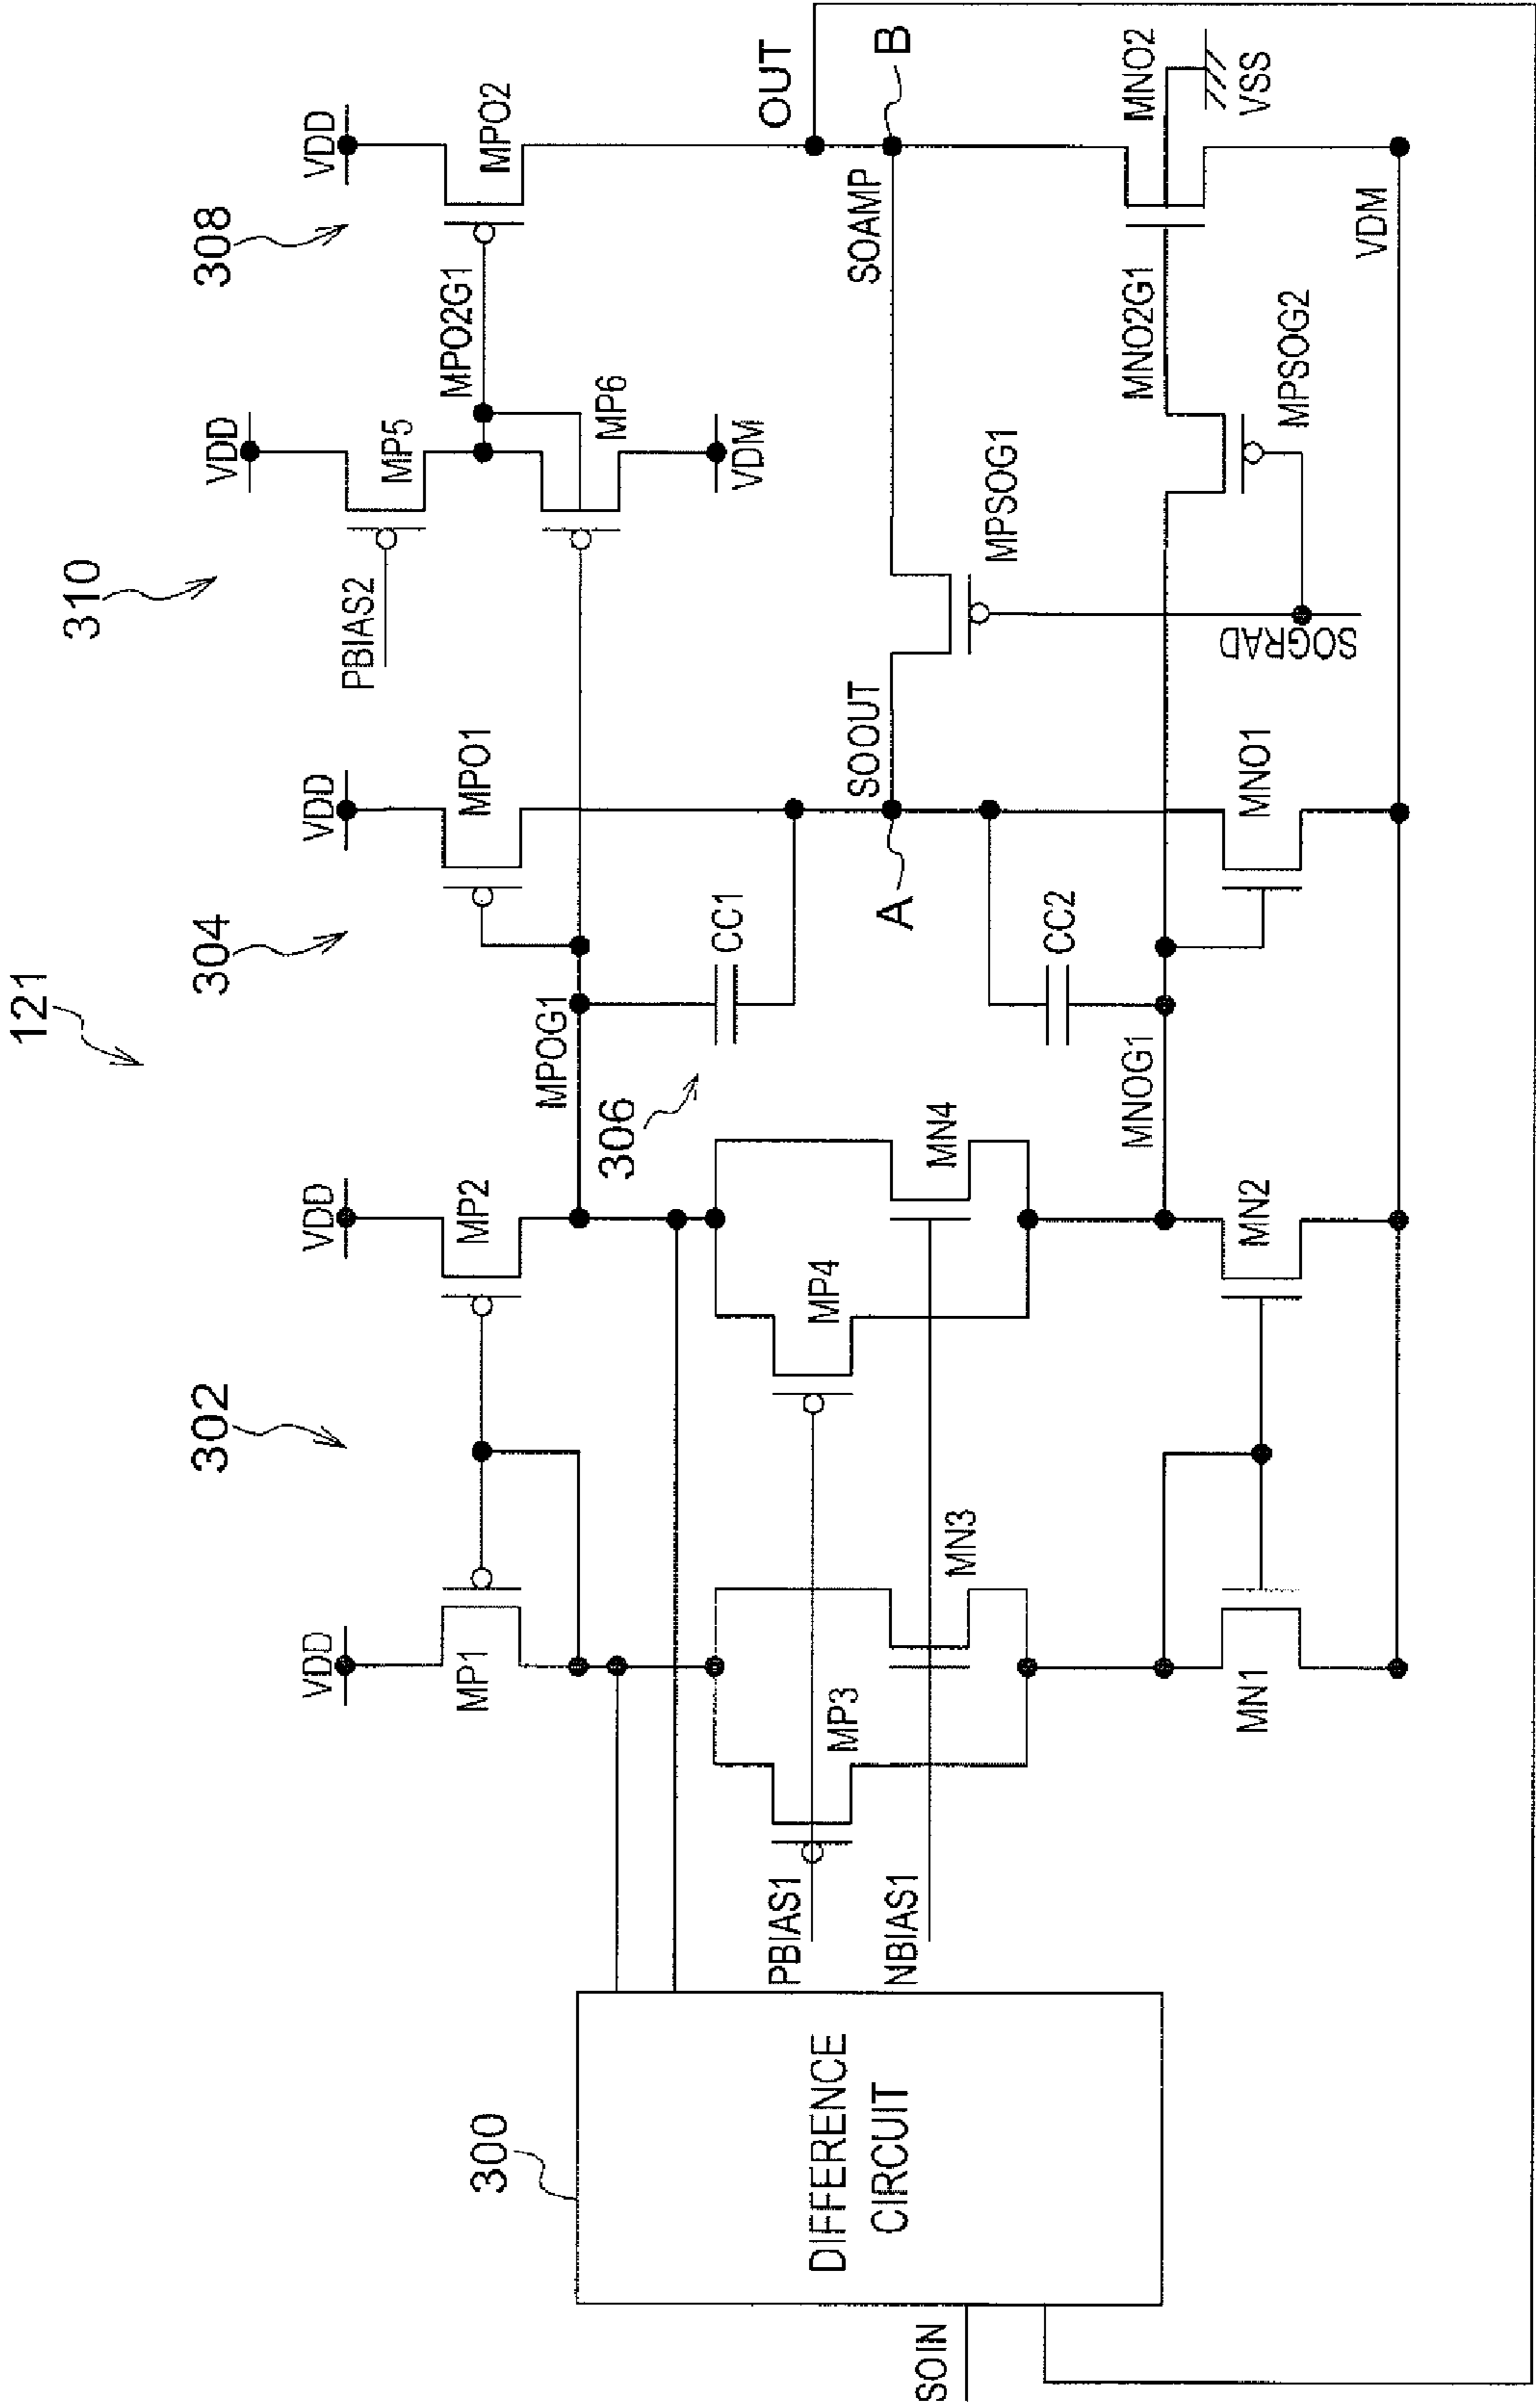 121
302
304
310
308
306
300
VDD
VDD
VDD
VDD
VDD
MP1
MP2
MPO1
MP5
MPO2
PBIAS2
MPO2G1
MP6
VDM
MPOG1
CC1
MP3
MP4
PBIAS1
NBIAS1
MN3
MN4
SOOUT
A
SOAMP
OUT
B
CC2
MPSOG1
MNOG1
MNO2G1
MPSOG2
SOGRAD
MN1
MN2
MNO1
MNO2
VSS
VDM
DIFFERENCE
CIRCUIT
SOIN